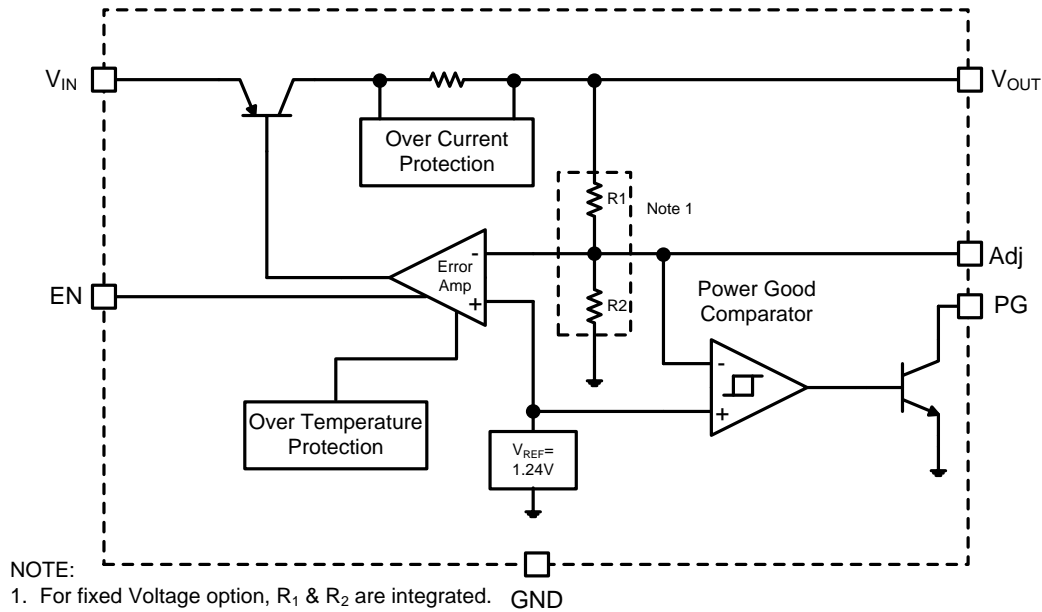 V_IN
V_OUT
Over Current
Protection
R1
Note 1
Error
Amp
-
+
Adj
EN
R2
Power Good
Comparator
PG
-
+
Over Temperature
Protection
V_REF=
1.24V
NOTE:
1. For fixed Voltage option, R₁ & R₂ are integrated.
GND